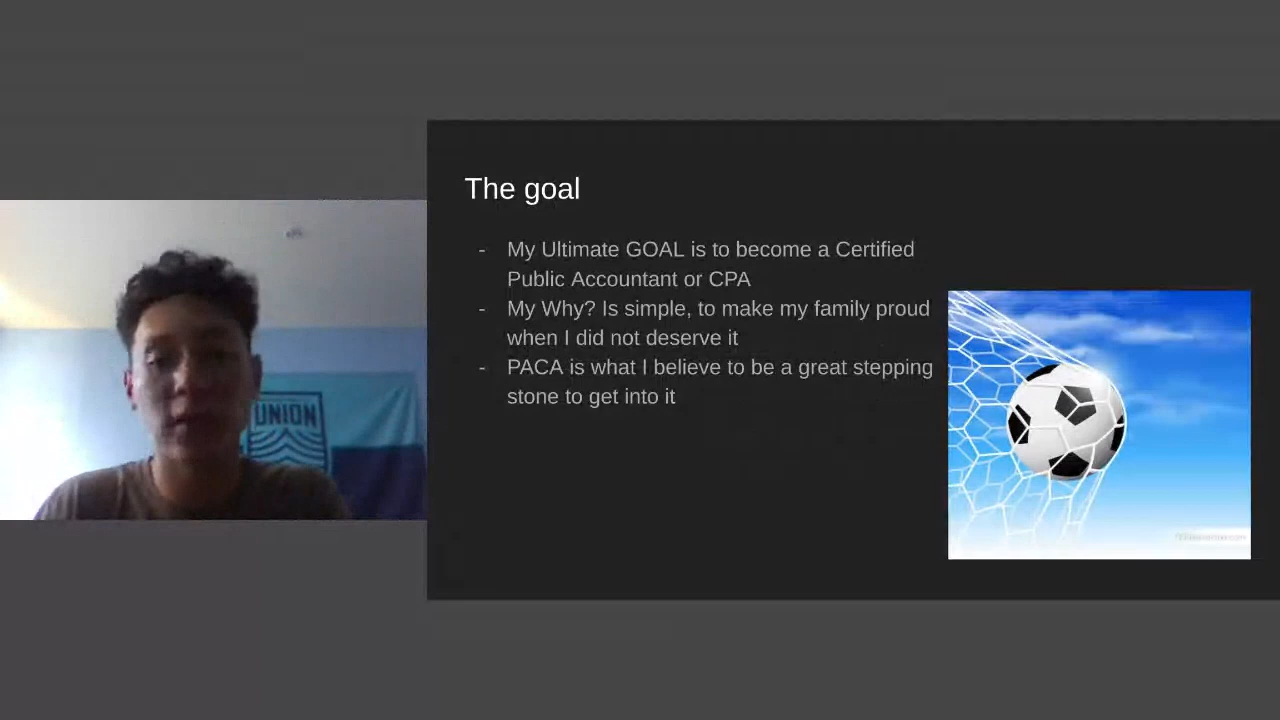 The goal
- My Ultimate GOAL is to become a Certified
Public Accountant or CPA
- My Why? Is simple, to make my family proud
when I did not deserve it
- PACA is what I believe to be a great stepping
stone to get into it
UNION